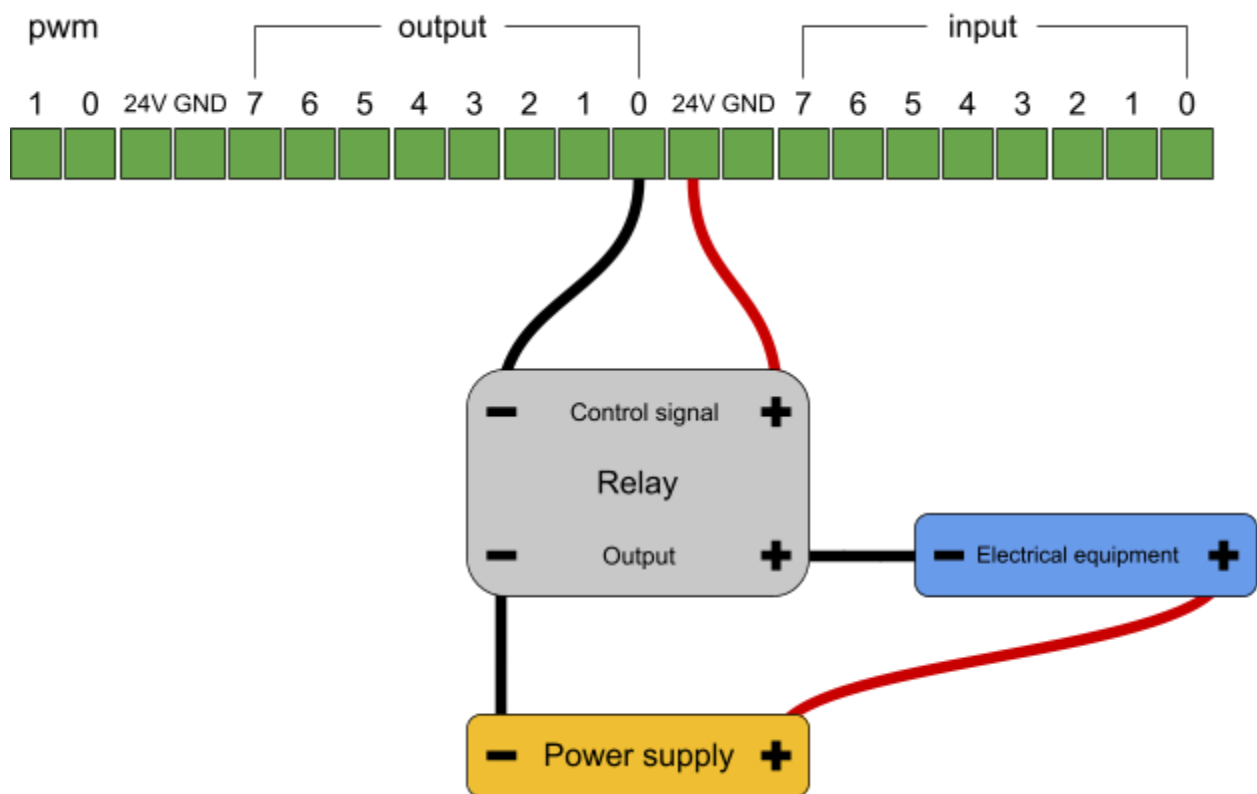 pwm output input
1 0 24V GND 7 6 5 4 3 2 1 0 24V GND 7 6 5 4 3 2 1 0
- Control signal +
Relay
- Output +
- Electrical equipment +
- Power supply +